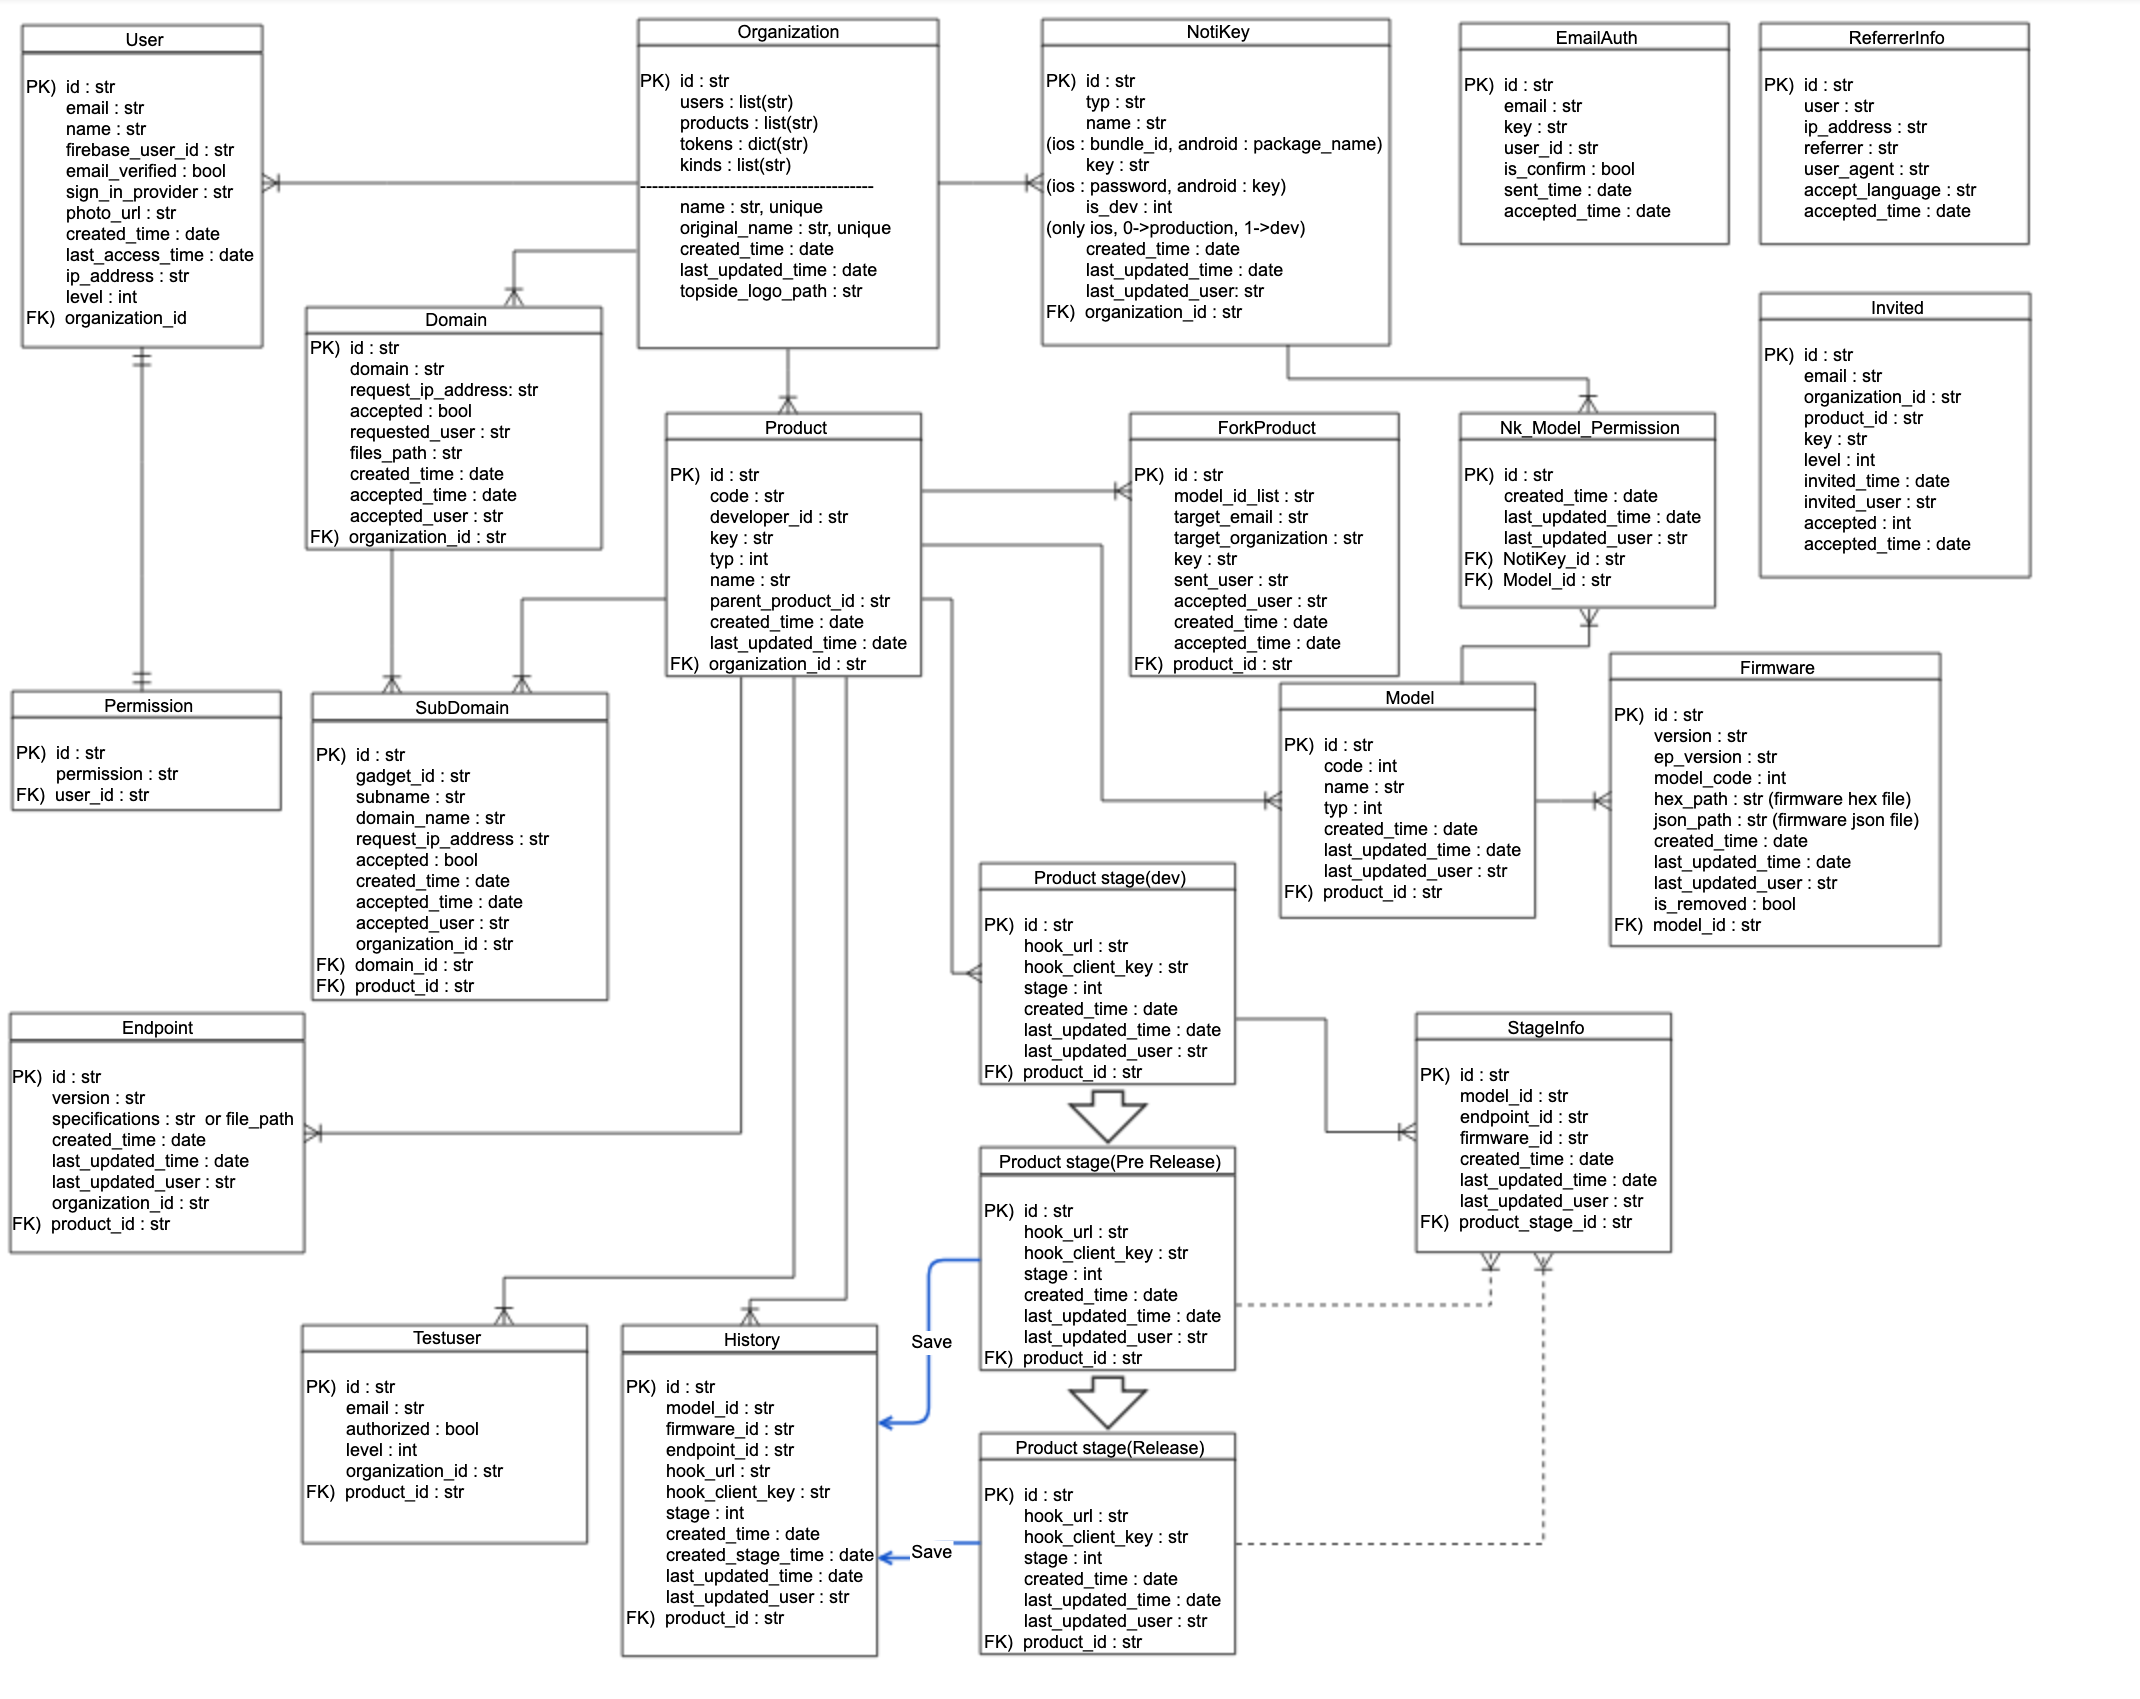 User
PK) id : str
email : str
name : str
firebase_user_id : str
email_verified : bool
sign_in_provider : str
photo_url : str
created_time : date
last_access_time : date
ip_address : str
level : int
FK) organization_id
Organization
PK) id : str
users : list(str)
products : list(str)
tokens : dict(str)
kinds : list(str)
---------------------------------------
name : str, unique
original_name : str, unique
created_time : date
last_updated_time : date
topside_logo_path : str
NotiKey
PK) id : str
typ : str
name : str
(ios : bundle_id, android : package_name)
key : str
(ios : password, android : key)
is_dev : int
(only ios, 0->production, 1->dev)
created_time : date
last_updated_time : date
last_updated_user: str
FK) organization_id : str
EmailAuth
PK) id : str
email : str
key : str
user_id : str
is_confirm : bool
sent_time : date
accepted_time : date
ReferrerInfo
PK) id : str
user : str
ip_address : str
referrer : str
user_agent : str
accept_language : str
accepted_time : date
Invited
PK) id : str
email : str
organization_id : str
product_id : str
key : str
level : int
invited_time : date
invited_user : str
accepted : int
accepted_time : date
Domain
PK) id : str
domain : str
request_ip_address: str
accepted : bool
requested_user : str
files_path : str
created_time : date
accepted_time : date
accepted_user : str
FK) organization_id : str
Product
PK) id : str
code : str
developer_id : str
key : str
typ : int
name : str
parent_product_id : str
created_time : date
last_updated_time : date
FK) organization_id : str
ForkProduct
PK) id : str
model_id_list : str
target_email : str
target_organization : str
key : str
sent_user : str
accepted_user : str
created_time : date
accepted_time : date
FK) product_id : str
Nk_Model_Permission
PK) id : str
created_time : date
last_updated_time : date
last_updated_user : str
FK) NotiKey_id : str
FK) Model_id : str
Permission
PK) id : str
permission : str
FK) user_id : str
SubDomain
PK) id : str
gadget_id : str
subname : str
domain_name : str
request_ip_address : str
accepted : bool
created_time : date
accepted_time : date
accepted_user : str
organization_id : str
FK) domain_id : str
FK) product_id : str
Model
PK) id : str
code : int
name : str
typ : int
created_time : date
last_updated_time : date
last_updated_user : str
FK) product_id : str
Firmware
PK) id : str
version : str
ep_version : str
model_code : int
hex_path : str (firmware hex file)
json_path : str (firmware json file)
created_time : date
last_updated_time : date
last_updated_user : str
is_removed : bool
FK) model_id : str
Product stage(dev)
PK) id : str
hook_url : str
hook_client_key : str
stage : int
created_time : date
last_updated_time : date
last_updated_user : str
FK) product_id : str
Endpoint
PK) id : str
version : str
specifications : str or file_path
created_time : date
last_updated_time : date
last_updated_user : str
organization_id : str
FK) product_id : str
StageInfo
PK) id : str
model_id : str
endpoint_id : str
firmware_id : str
created_time : date
last_updated_time : date
last_updated_user : str
FK) product_stage_id : str
Product stage(Pre Release)
PK) id : str
hook_url : str
hook_client_key : str
stage : int
created_time : date
last_updated_time : date
last_updated_user : str
FK) product_id : str
Save
Testuser
PK) id : str
email : str
authorized : bool
level : int
organization_id : str
FK) product_id : str
History
PK) id : str
model_id : str
firmware_id : str
endpoint_id : str
hook_url : str
hook_client_key : str
stage : int
created_time : date
created_stage_time : date
last_updated_time : date
last_updated_user : str
FK) product_id : str
Save
Product stage(Release)
PK) id : str
hook_url : str
hook_client_key : str
stage : int
created_time : date
last_updated_time : date
last_updated_user : str
FK) product_id : str